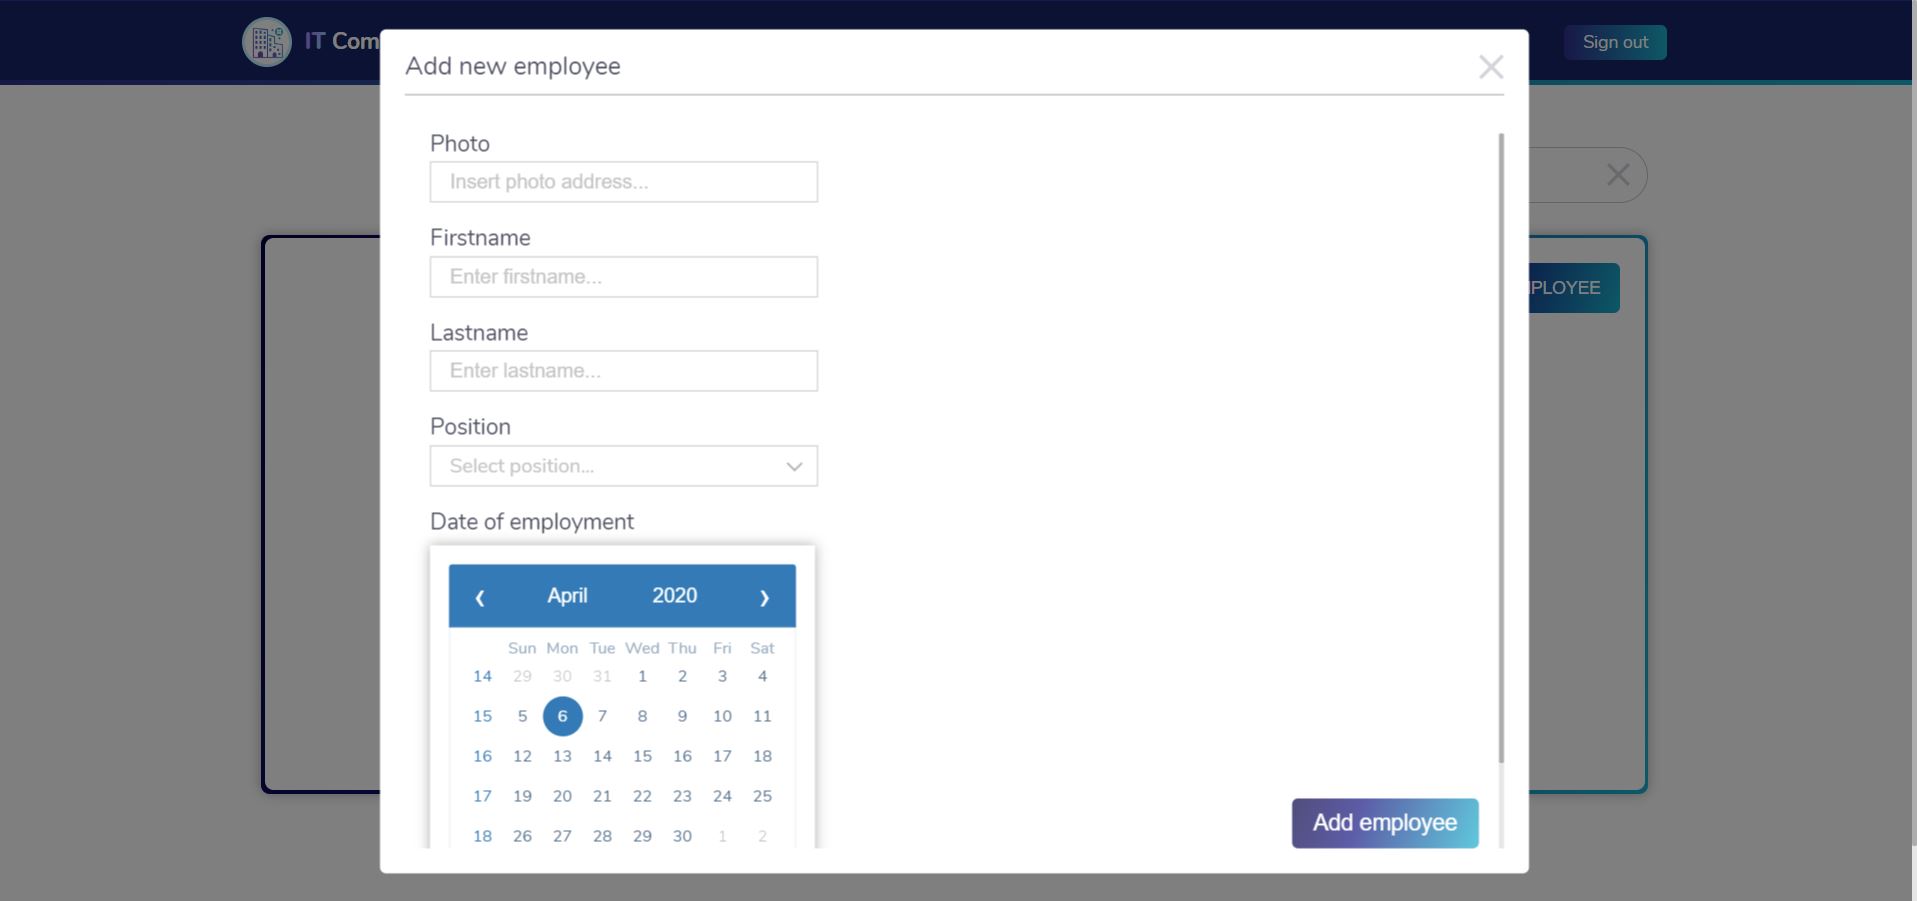 IT Com
Sign out
Add new employee
Photo
Insert photo address...
Firstname
Enter firstname...
PLOYEE
Lastname
Enter lastname...
Position
Select position...
Date of employment
‹ April 2020 ›
Sun Mon Tue Wed Thu Fri Sat
14 29 30 31 1 2 3 4
15 5 6 7 8 9 10 11
16 12 13 14 15 16 17 18
17 19 20 21 22 23 24 25
18 26 27 28 29 30 1 2
Add employee